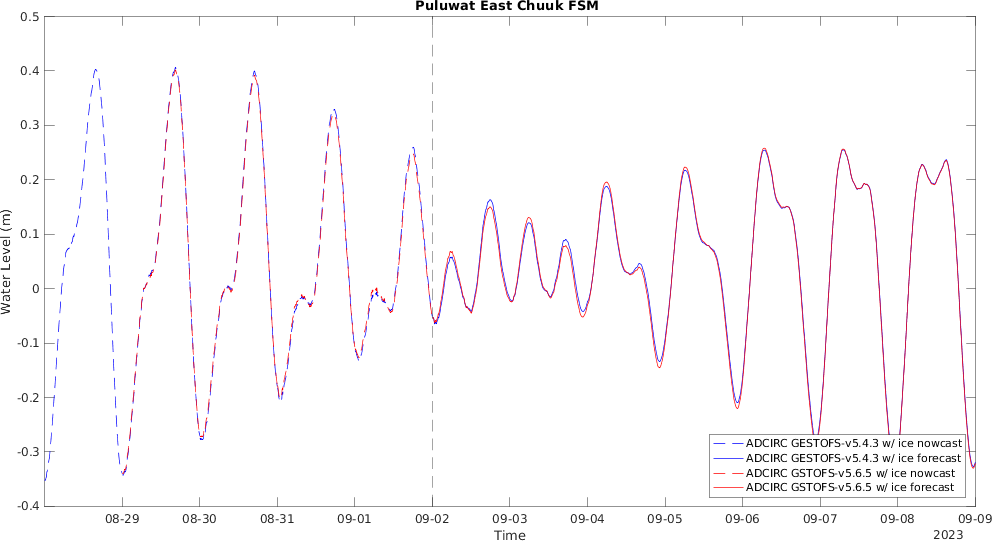 Puluwat East Chuuk FSM
0.5
0.4
0.3
0.2
0.1
0
-0.1
-0.2
-0.3
-0.4
Water Level (m)
ADCIRC GESTOFS-v5.4.3 w/ ice nowcast
ADCIRC GESTOFS-v5.4.3 w/ ice forecast
ADCIRC GSTOFS-v5.6.5 w/ ice nowcast
ADCIRC GSTOFS-v5.6.5 w/ ice forecast
08-29 08-30 08-31 09-01 09-02 09-03 09-04 09-05 09-06 09-07 09-08 09-09
Time
2023